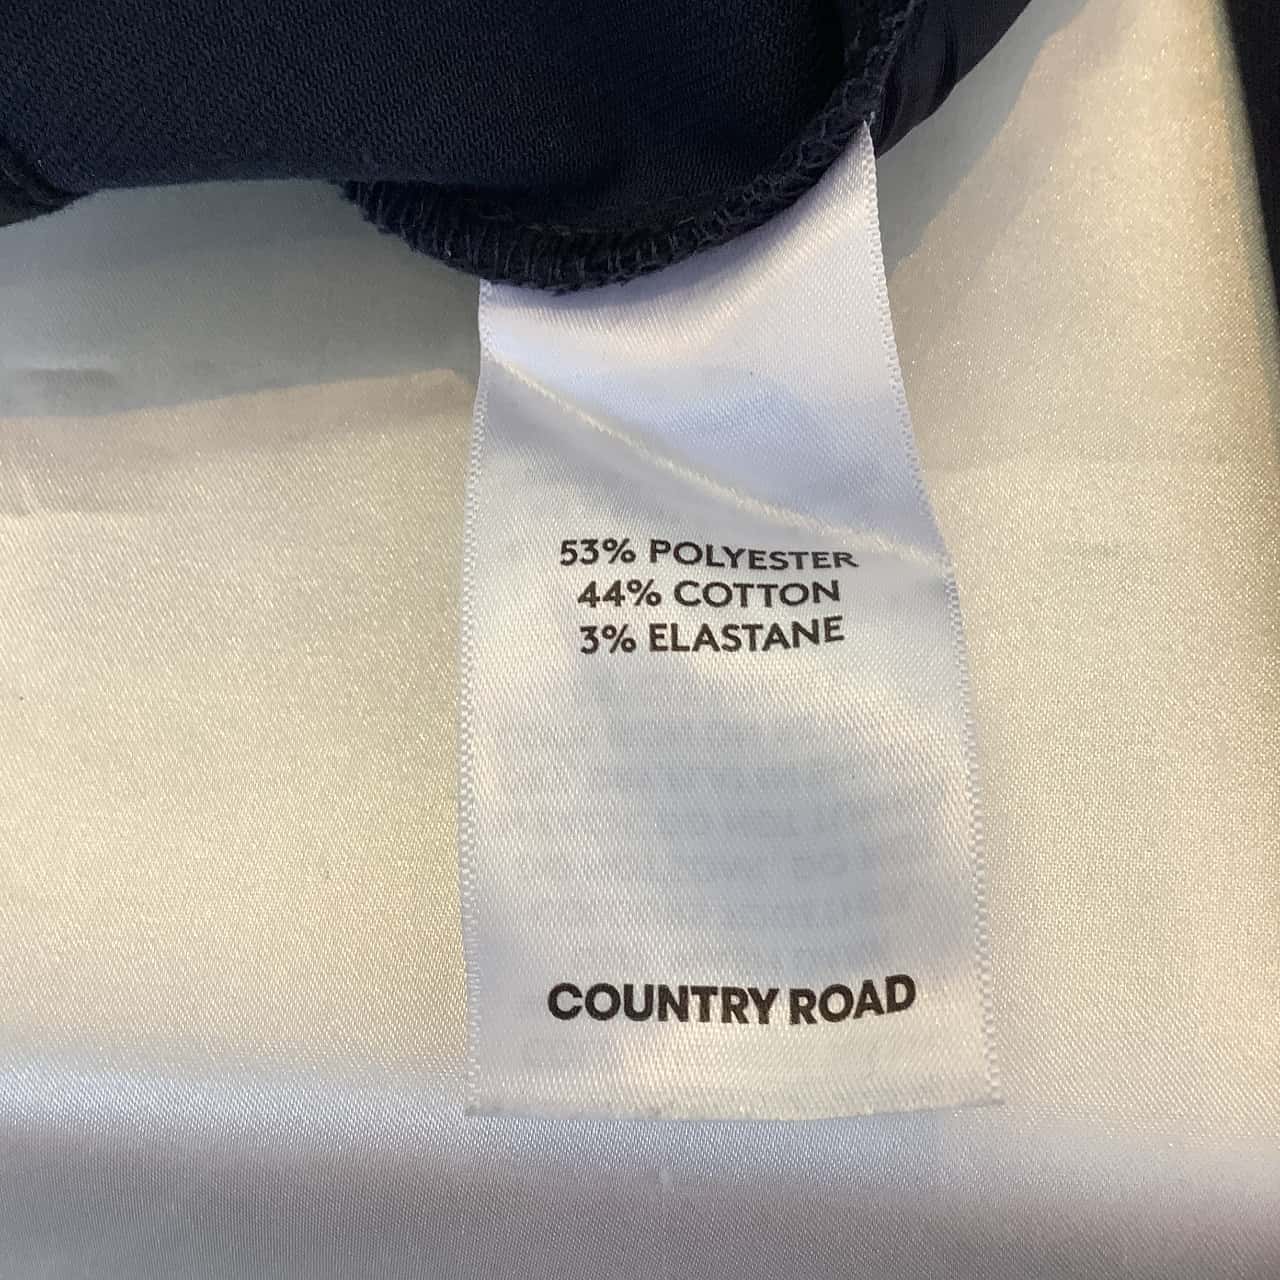 53% POLYESTER
44% COTTON
3% ELASTANE
COUNTRY ROAD